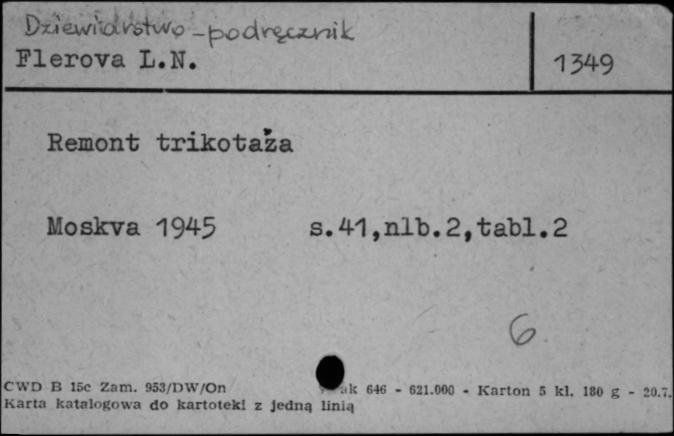 Dziewiarstwo - podręcznik
Flerova L.N.
1349
Remont trikotaža
Moskva 1945 s.41,nlb.2,tabl.2
6
CWD B 15c Zam. 953/DW/On ak 646 - 621.000 - Karton 5 kl. 180 g - 20.7.
Karta katalogowa do kartoteki z jedną linią